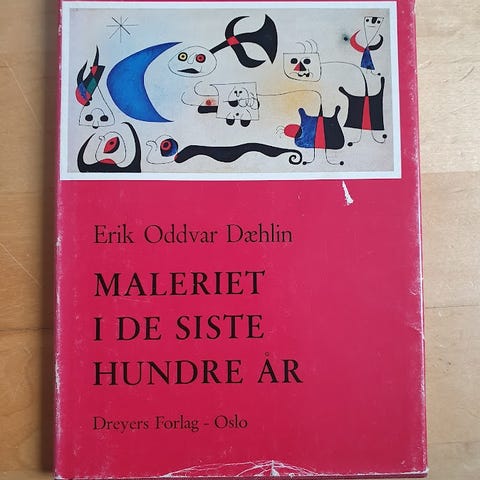 Erik Oddvar Dæhlin
MALERIET
I DE SISTE
HUNDRE ÅR
Dreyers Forlag - Oslo